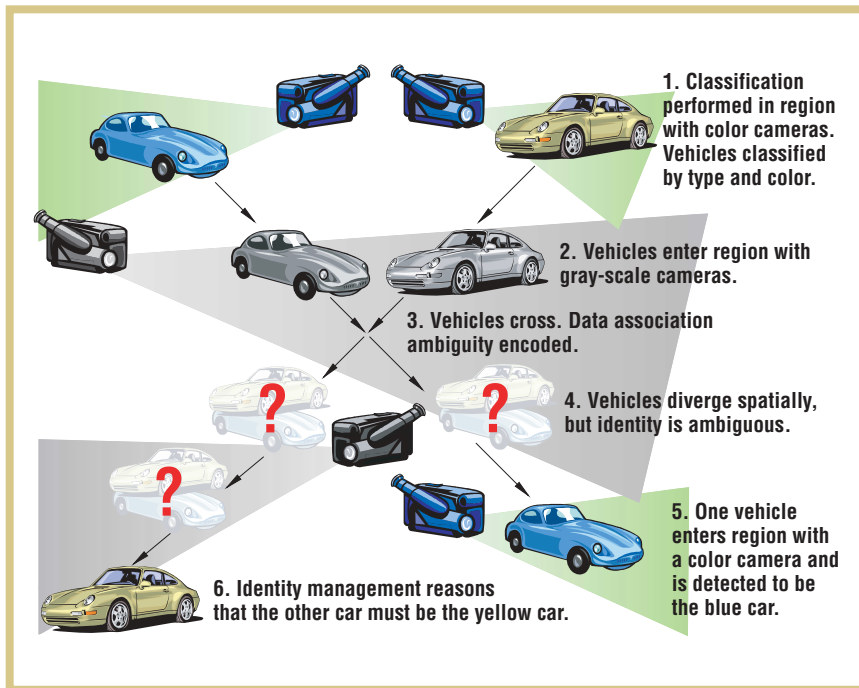 1. Classification
performed in region
with color cameras.
Vehicles classified
by type and color.
2. Vehicles enter region with
gray-scale cameras.
3. Vehicles cross. Data association
ambiguity encoded.
?
?
4. Vehicles diverge spatially,
but identity is ambiguous.
?
5. One vehicle
enters region with
a color camera and
is detected to be
the blue car.
6. Identity management reasons
that the other car must be the yellow car.